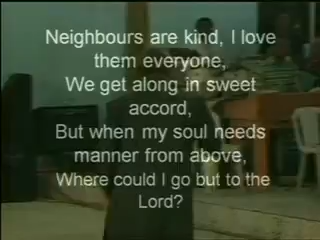 Neighbours are kind, I love
them everyone,
We get along in sweet
accord,
But when my soul needs
manner from above,
Where could I go but to the
Lord?